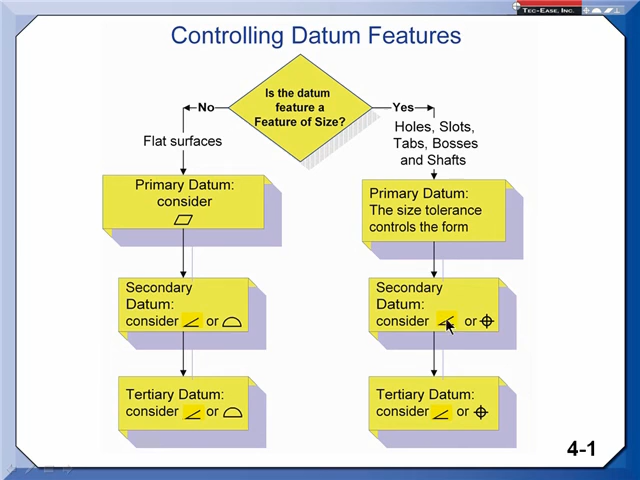 TEC-EASE, INC.
Controlling Datum Features
Is the datum
feature a
Feature of Size?
No
Yes
Flat surfaces
Holes, Slots,
Tabs, Bosses
and Shafts
Primary Datum:
consider
Primary Datum:
The size tolerance
controls the form
Secondary
Datum:
consider ∠ or ⌓
Secondary
Datum:
consider ∠ or ⌖
Tertiary Datum:
consider ∠ or ⌓
Tertiary Datum:
consider ∠ or ⌖
4-1